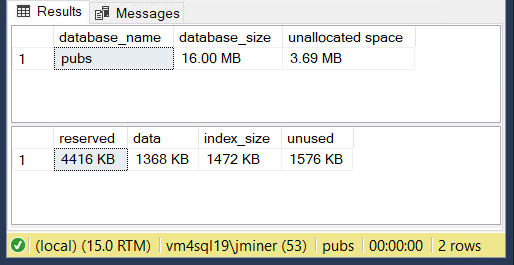 Results Messages
database_name database_size unallocated space
1 pubs 16.00 MB 3.69 MB
reserved data index_size unused
1 4416 KB 1368 KB 1472 KB 1576 KB
(local) (15.0 RTM) vm4sql19\jminer (53) pubs 00:00:00 2 rows